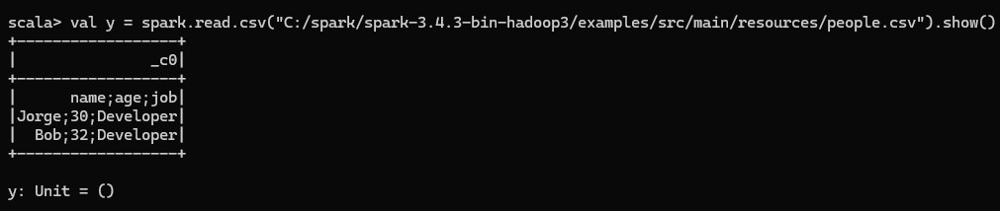 scala> val y = spark.read.csv("C:/spark/spark-3.4.3-bin-hadoop3/examples/src/main/resources/people.csv").show()
+------------------+
|               _c0|
+------------------+
|      name;age;job|
|Jorge;30;Developer|
|  Bob;32;Developer|
+------------------+
y: Unit = ()